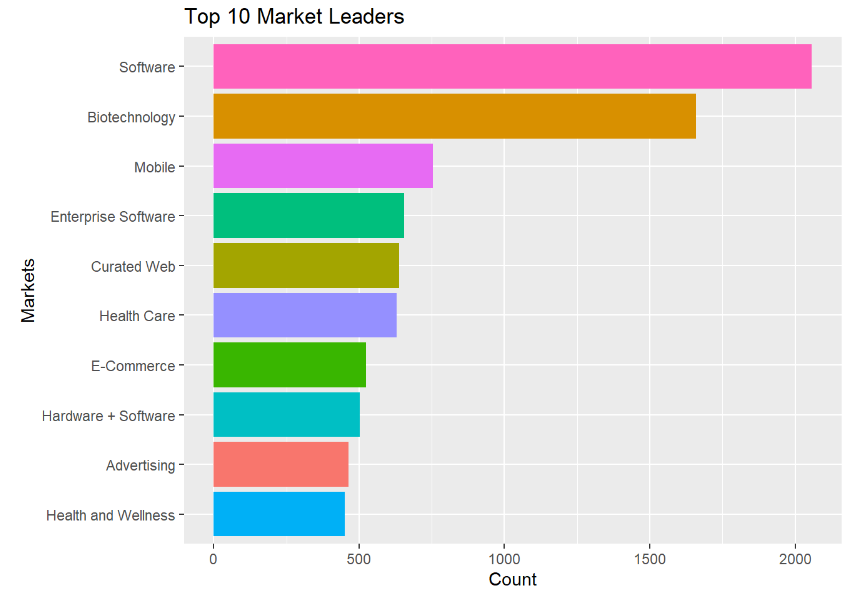 Top 10 Market Leaders
Markets
Software
Biotechnology
Mobile
Enterprise Software
Curated Web
Health Care
E-Commerce
Hardware + Software
Advertising
Health and Wellness
0 500 1000 1500 2000
Count